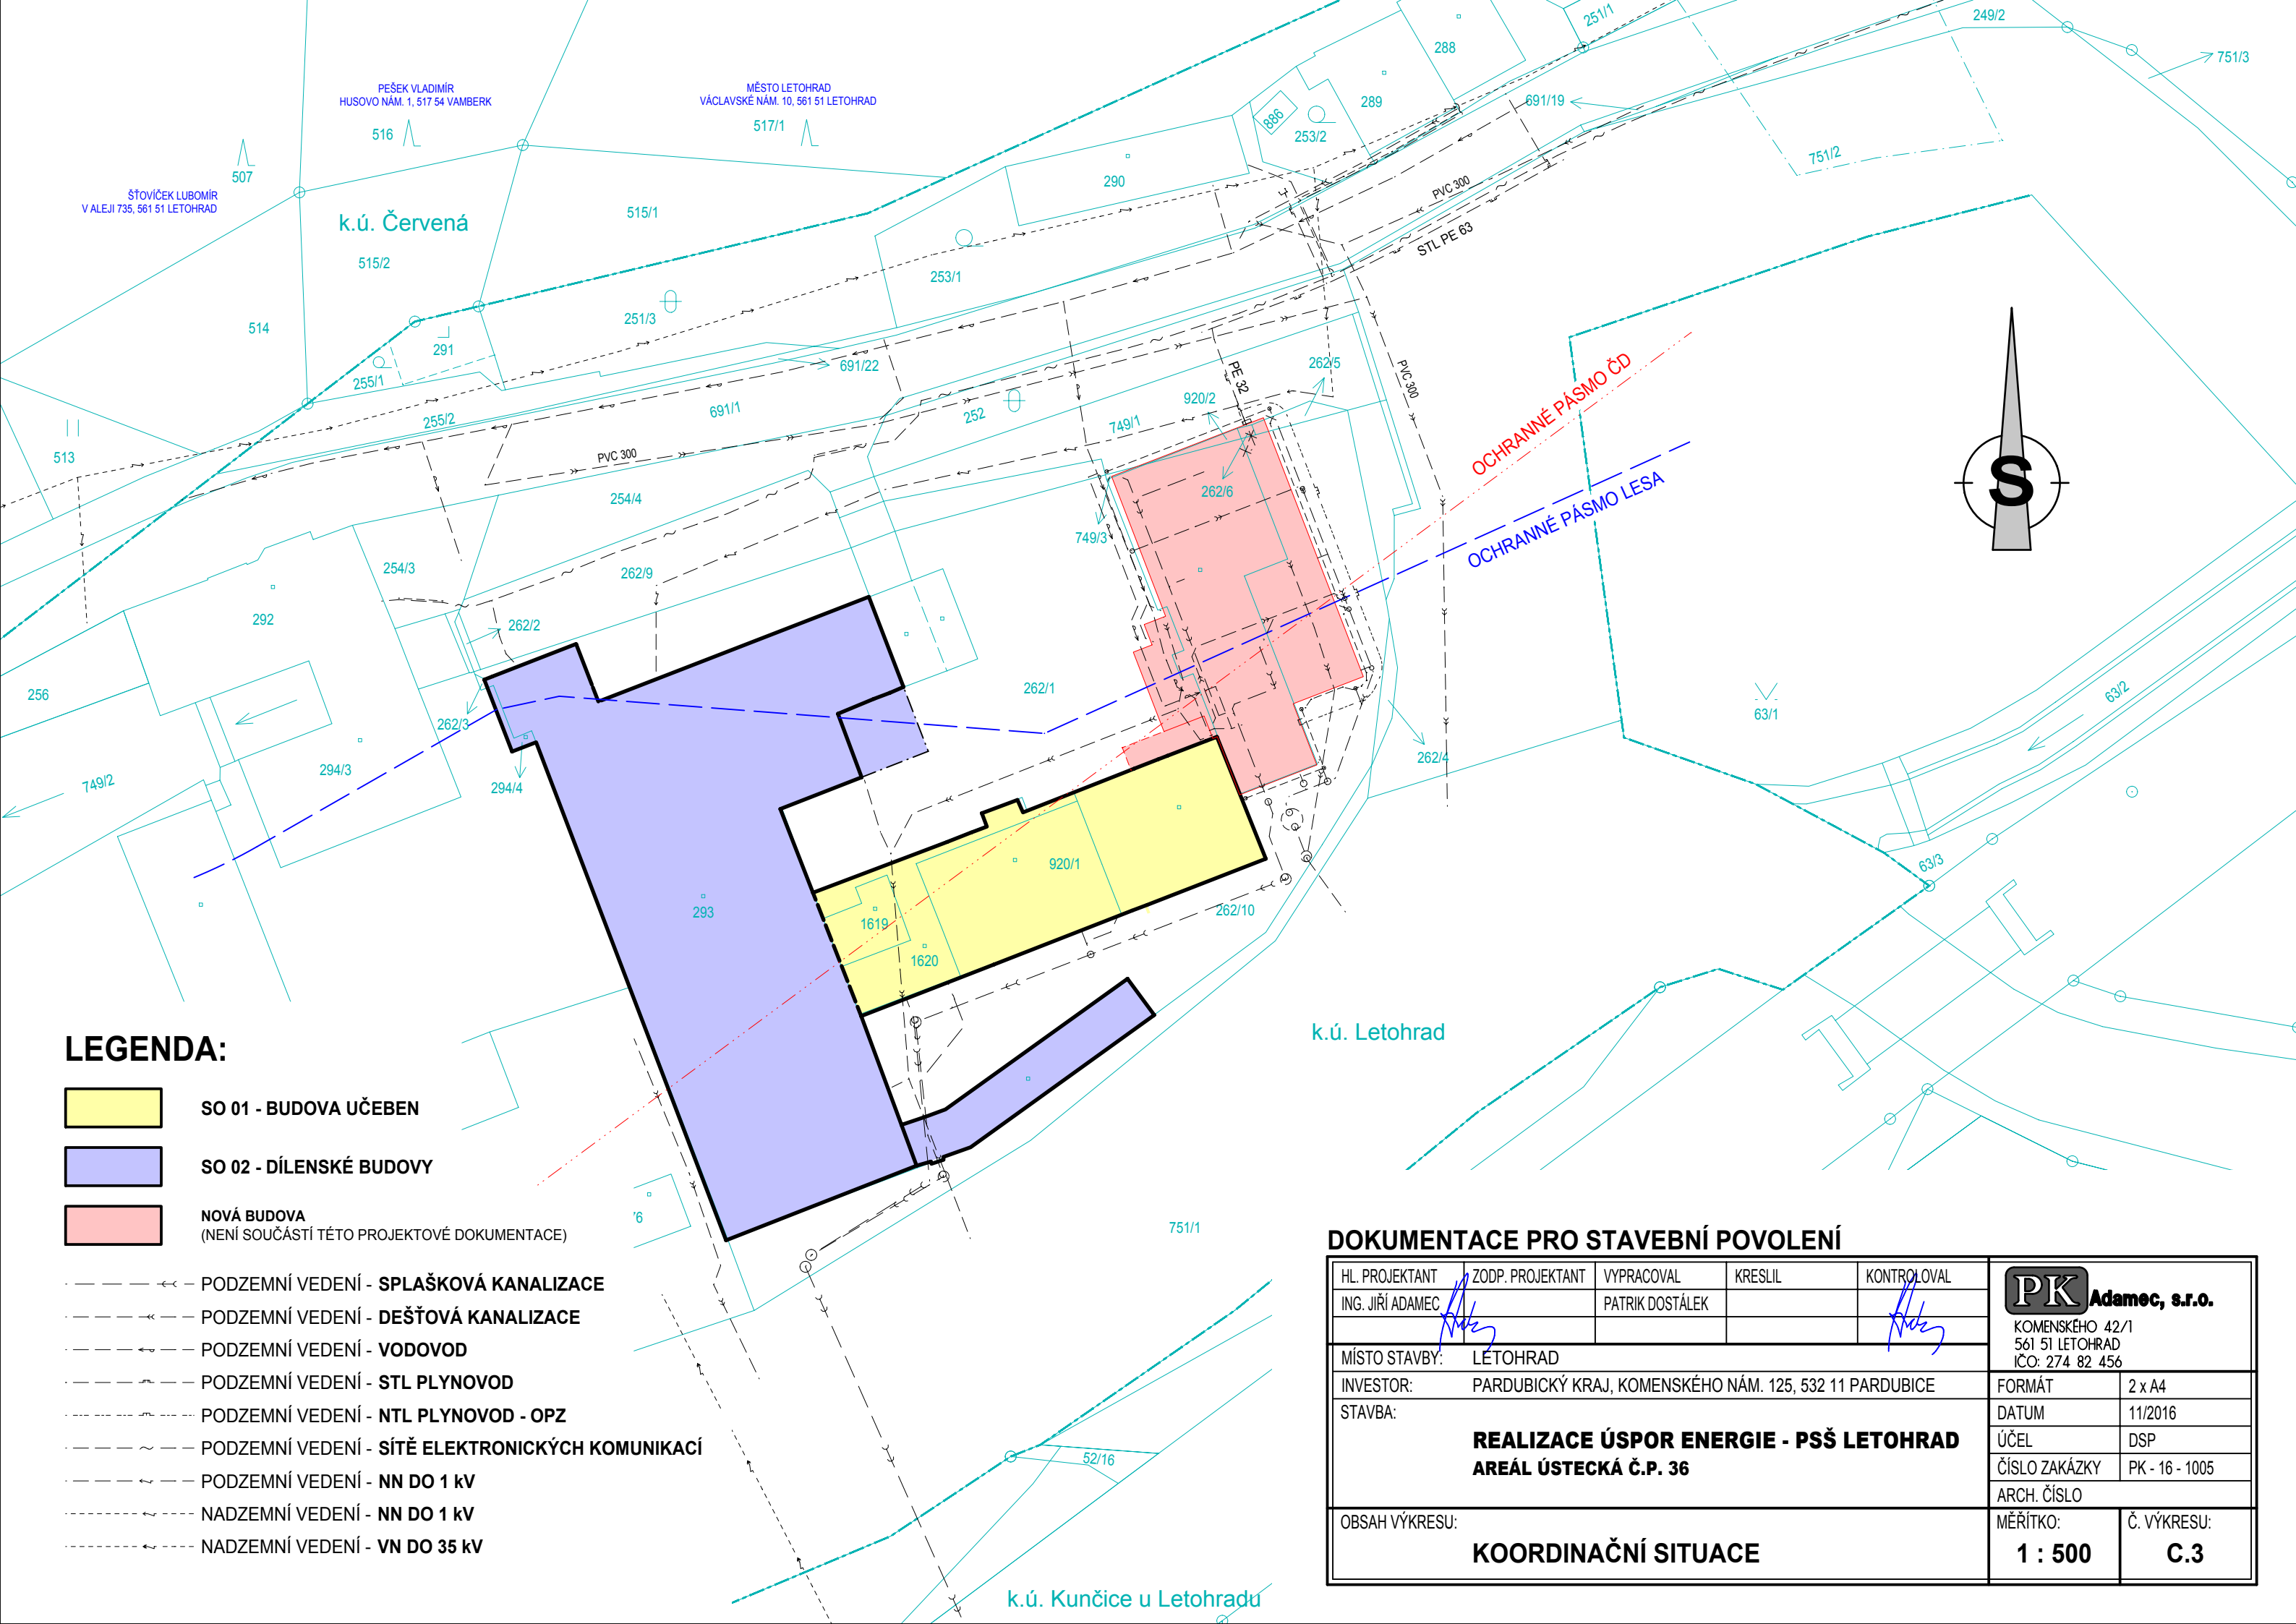 249/2
251/1
288
751/3
PEŠEK VLADIMÍR
HUSOVO NÁM. 1, 517 54 VAMBERK
MĚSTO LETOHRAD
VÁCLAVSKÉ NÁM. 10, 561 51 LETOHRAD
516
517/1
289
691/19
886
253/2
751/2
507
290
PVC 300
ŠŤOVÍČEK LUBOMÍR
V ALEJI 735, 561 51 LETOHRAD
k.ú. Červená
515/1
STL PE 63
515/2
253/1
514
251/3
291
691/22
262/5
255/1
PE 32
PVC 300
OCHRANNÉ PÁSMO ČD
920/2
255/2
691/1
252
749/1
513
PVC 300
OCHRANNÉ PÁSMO LESA
S
254/4
262/6
749/3
254/3
262/9
292
262/2
256
262/1
63/2
63/1
262/3
262/4
294/3
749/2
294/4
920/1
63/3
293
1619
262/10
1620
k.ú. Letohrad
LEGENDA:
SO 01 - BUDOVA UČEBEN
SO 02 - DÍLENSKÉ BUDOVY
NOVÁ BUDOVA
(NENÍ SOUČÁSTÍ TÉTO PROJEKTOVÉ DOKUMENTACE)
PODZEMNÍ VEDENÍ - SPLAŠKOVÁ KANALIZACE
PODZEMNÍ VEDENÍ - DEŠŤOVÁ KANALIZACE
PODZEMNÍ VEDENÍ - VODOVOD
PODZEMNÍ VEDENÍ - STL PLYNOVOD
PODZEMNÍ VEDENÍ - NTL PLYNOVOD - OPZ
PODZEMNÍ VEDENÍ - SÍTĚ ELEKTRONICKÝCH KOMUNIKACÍ
PODZEMNÍ VEDENÍ - NN DO 1 kV
NADZEMNÍ VEDENÍ - NN DO 1 kV
NADZEMNÍ VEDENÍ - VN DO 35 kV
751/1
52/16
k.ú. Kunčice u Letohradu
DOKUMENTACE PRO STAVEBNÍ POVOLENÍ
HL. PROJEKTANT ZODP. PROJEKTANT VYPRACOVAL KRESLIL KONTROLOVAL
ING. JIŘÍ ADAMEC PATRIK DOSTÁLEK
PK Adamec, s.r.o.
KOMENSKÉHO 42/1
561 51 LETOHRAD
IČO: 274 82 456
MÍSTO STAVBY: LETOHRAD
INVESTOR: PARDUBICKÝ KRAJ, KOMENSKÉHO NÁM. 125, 532 11 PARDUBICE
STAVBA:
REALIZACE ÚSPOR ENERGIE - PSŠ LETOHRAD
AREÁL ÚSTECKÁ Č.P. 36
FORMÁT 2 x A4
DATUM 11/2016
ÚČEL DSP
ČÍSLO ZAKÁZKY PK - 16 - 1005
ARCH. ČÍSLO
OBSAH VÝKRESU:
KOORDINAČNÍ SITUACE
MĚŘÍTKO: Č. VÝKRESU:
1 : 500 C.3